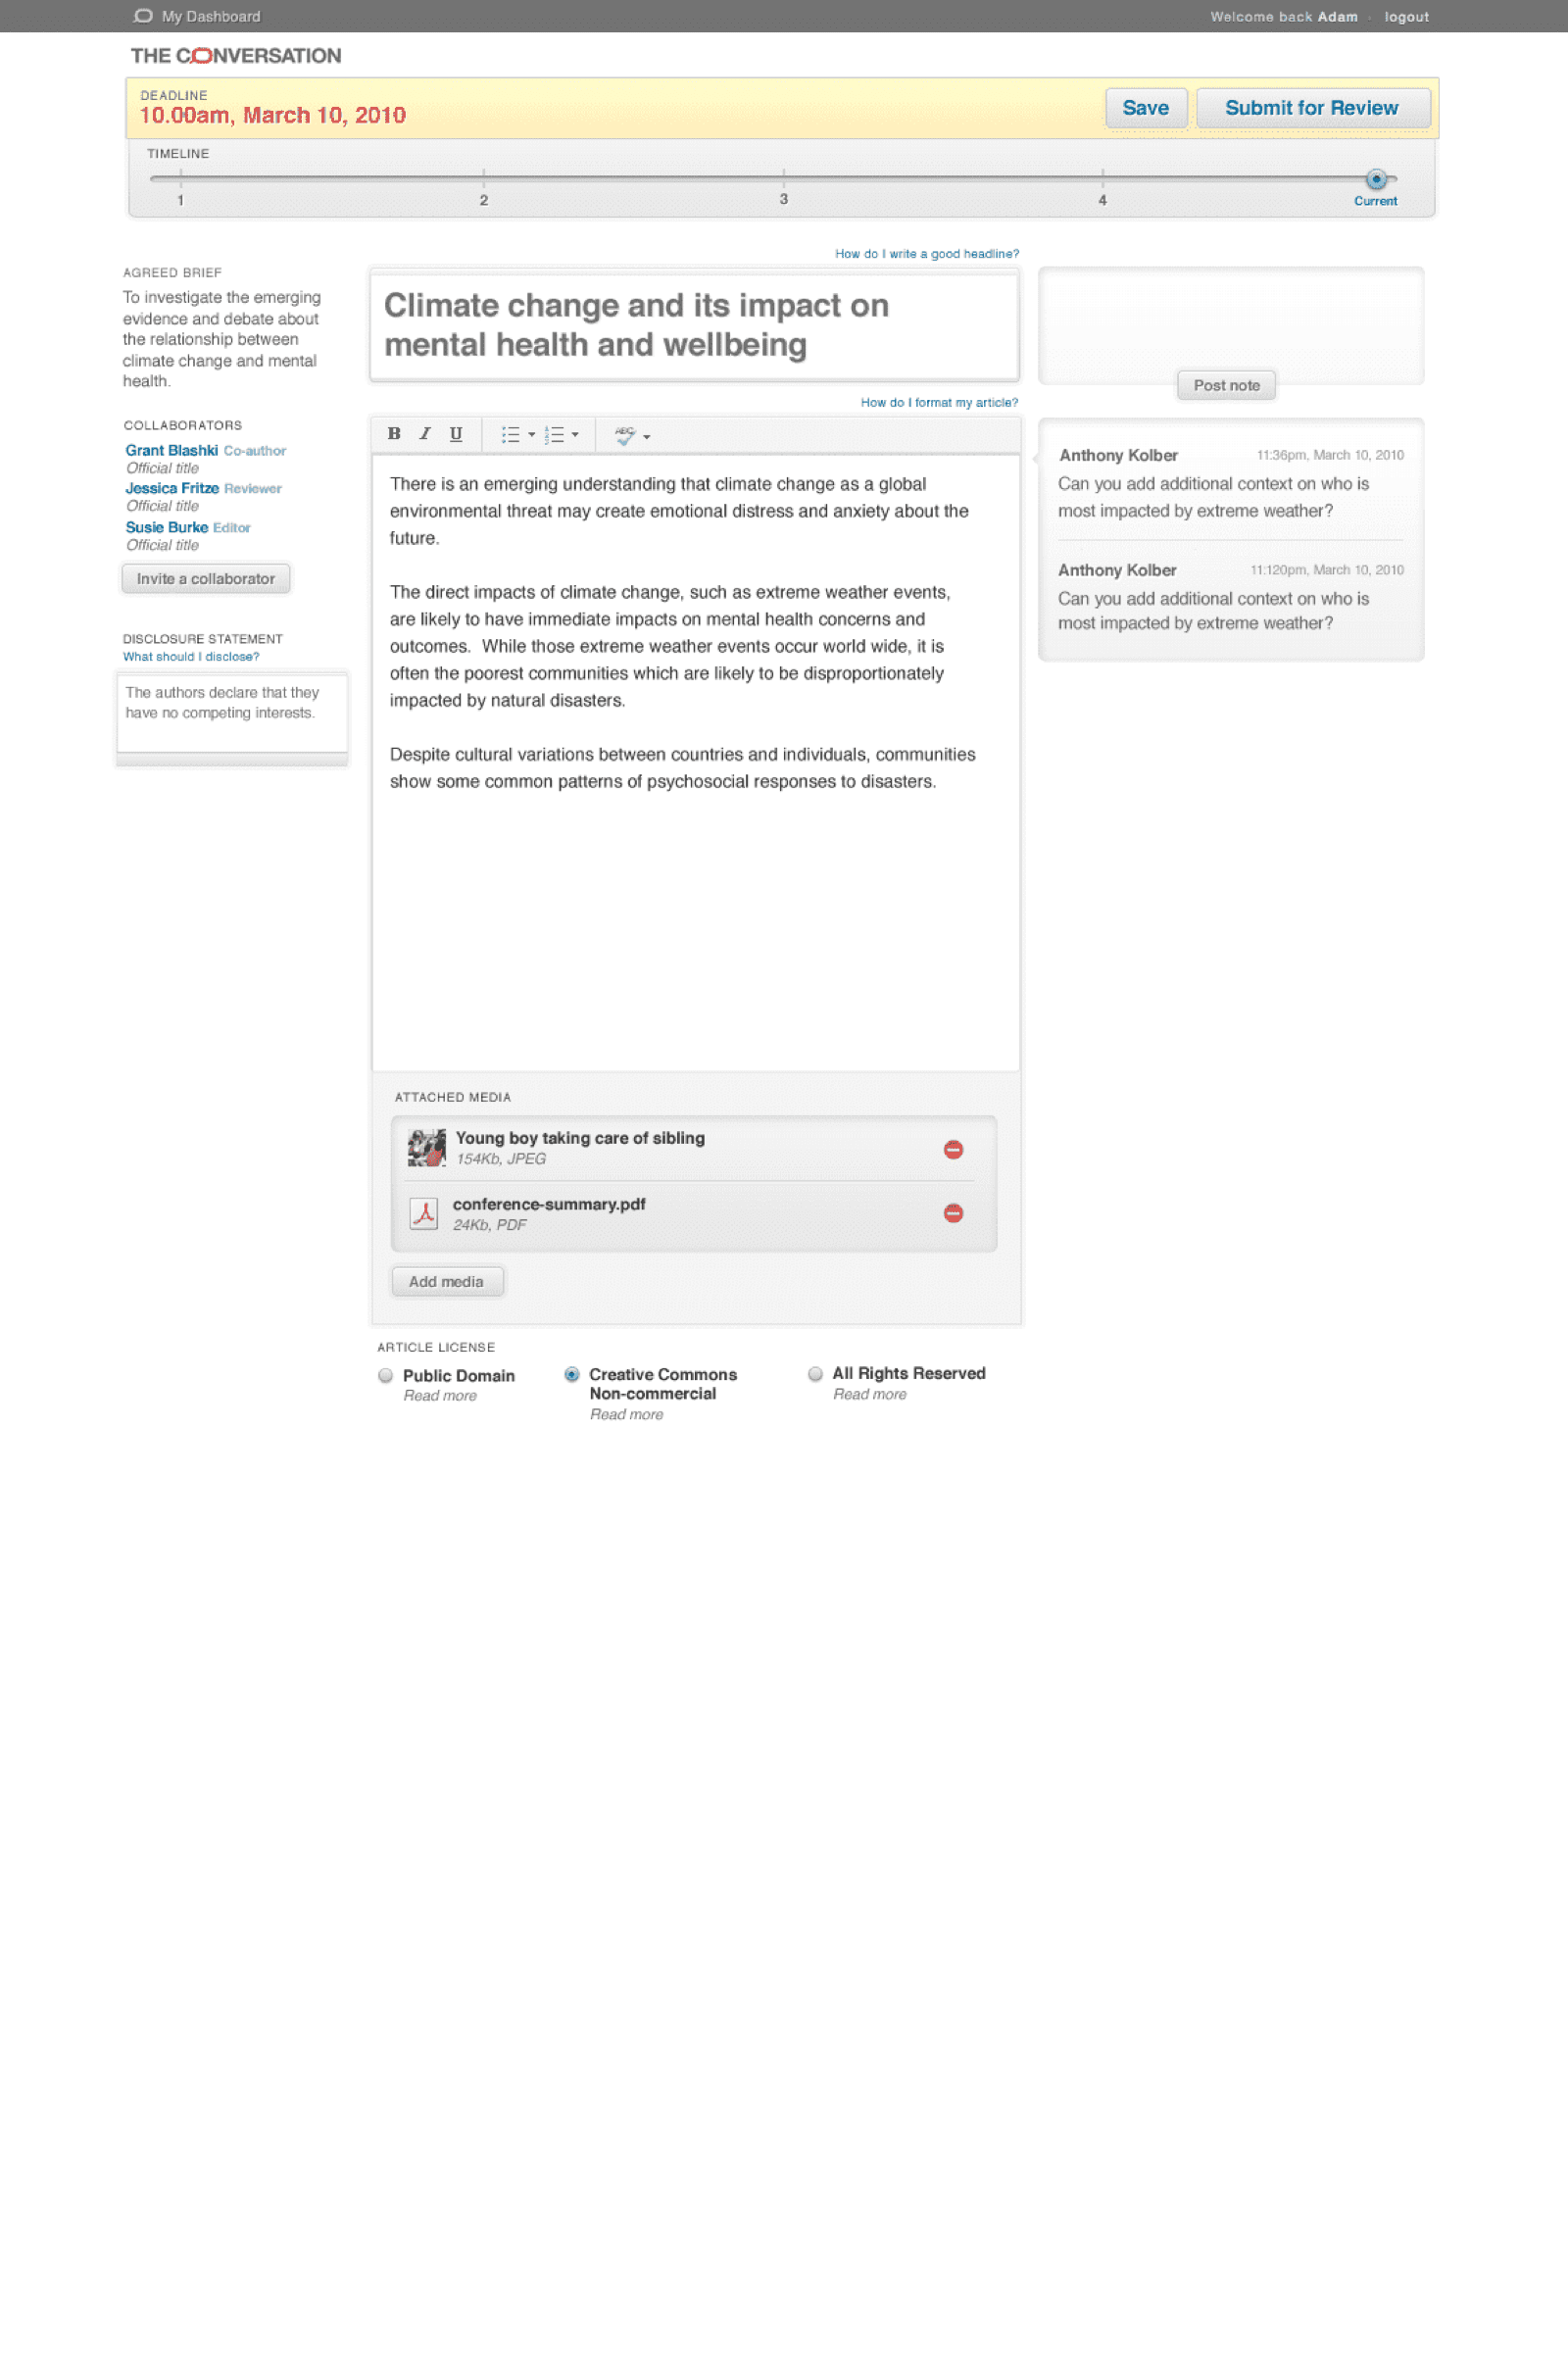 My Dashboard
Welcome back Adam · logout
THE CONVERSATION
DEADLINE
10.00am, March 10, 2010
Save
Submit for Review
TIMELINE
1
2
3
4
Current
AGREED BRIEF
To investigate the emerging
evidence and debate about
the relationship between
climate change and mental
health.
COLLABORATORS
Grant Blashki Co-author
Official title
Jessica Fritze Reviewer
Official title
Susie Burke Editor
Official title
Invite a collaborator
DISCLOSURE STATEMENT
What should I disclose?
The authors declare that they
have no competing interests.
How do I write a good headline?
Climate change and its impact on
mental health and wellbeing
How do I format my article?
B I U
ABC
There is an emerging understanding that climate change as a global
environmental threat may create emotional distress and anxiety about the
future.
The direct impacts of climate change, such as extreme weather events,
are likely to have immediate impacts on mental health concerns and
outcomes.  While those extreme weather events occur world wide, it is
often the poorest communities which are likely to be disproportionately
impacted by natural disasters.
Despite cultural variations between countries and individuals, communities
show some common patterns of psychosocial responses to disasters.
ATTACHED MEDIA
Young boy taking care of sibling
154Kb, JPEG
conference-summary.pdf
24Kb, PDF
Add media
ARTICLE LICENSE
Public Domain
Read more
Creative Commons
Non-commercial
Read more
All Rights Reserved
Read more
Post note
Anthony Kolber 11:36pm, March 10, 2010
Can you add additional context on who is
most impacted by extreme weather?
Anthony Kolber 11:120pm, March 10, 2010
Can you add additional context on who is
most impacted by extreme weather?